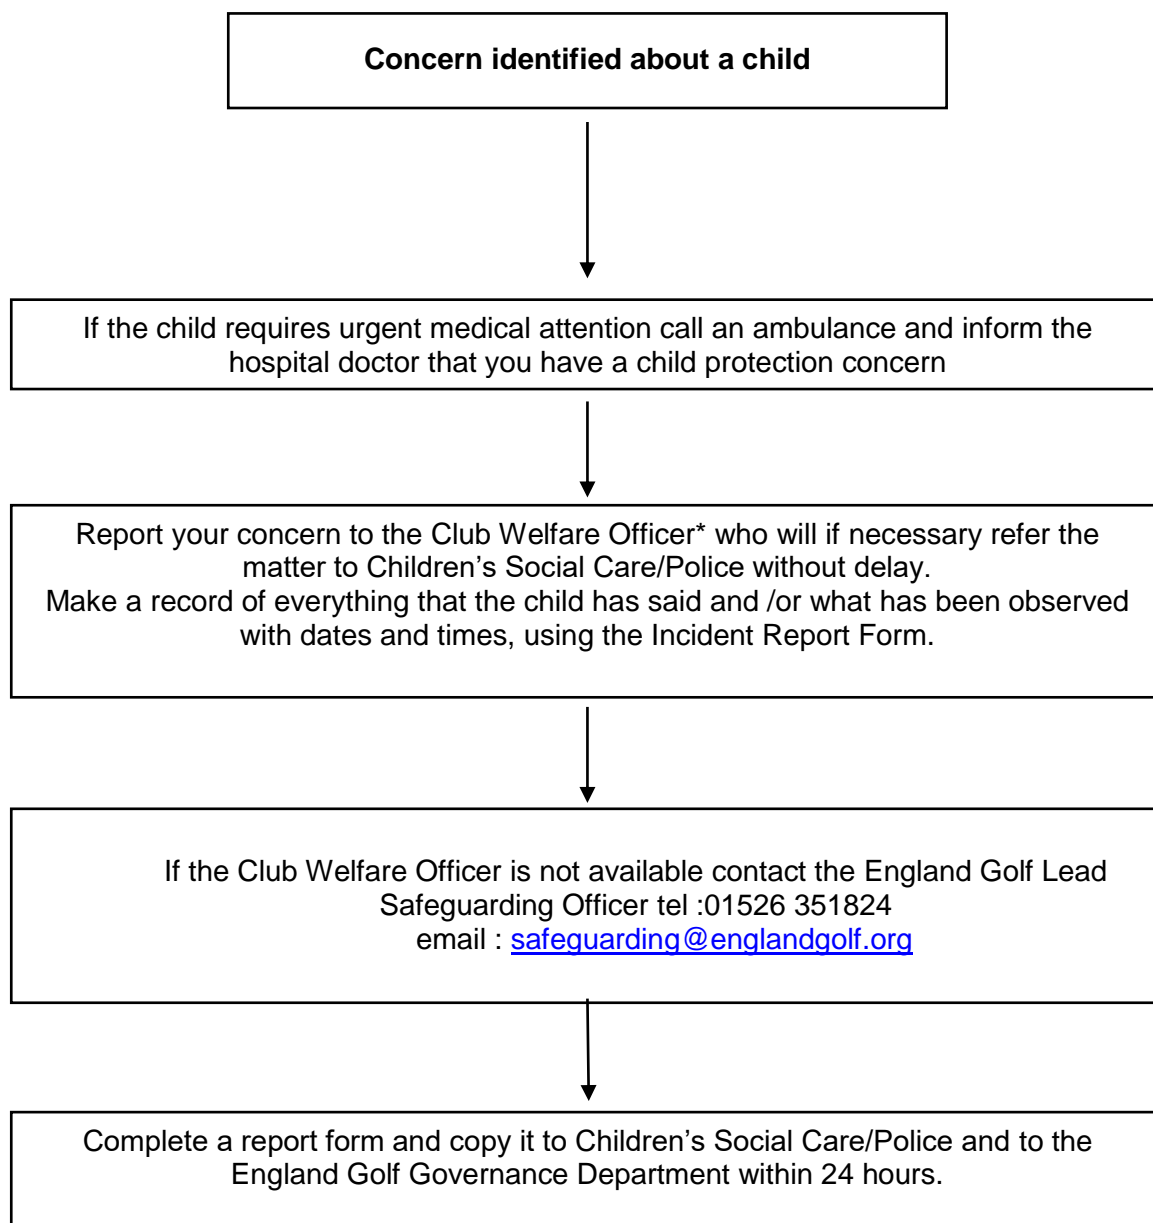 Concern identified about a child
If the child requires urgent medical attention call an ambulance and inform the
hospital doctor that you have a child protection concern
Report your concern to the Club Welfare Officer* who will if necessary refer the
matter to Children’s Social Care/Police without delay.
Make a record of everything that the child has said and /or what has been observed
with dates and times, using the Incident Report Form.
If the Club Welfare Officer is not available contact the England Golf Lead
Safeguarding Officer tel :01526 351824
email : safeguarding@englandgolf.org
Complete a report form and copy it to Children’s Social Care/Police and to the
England Golf Governance Department within 24 hours.